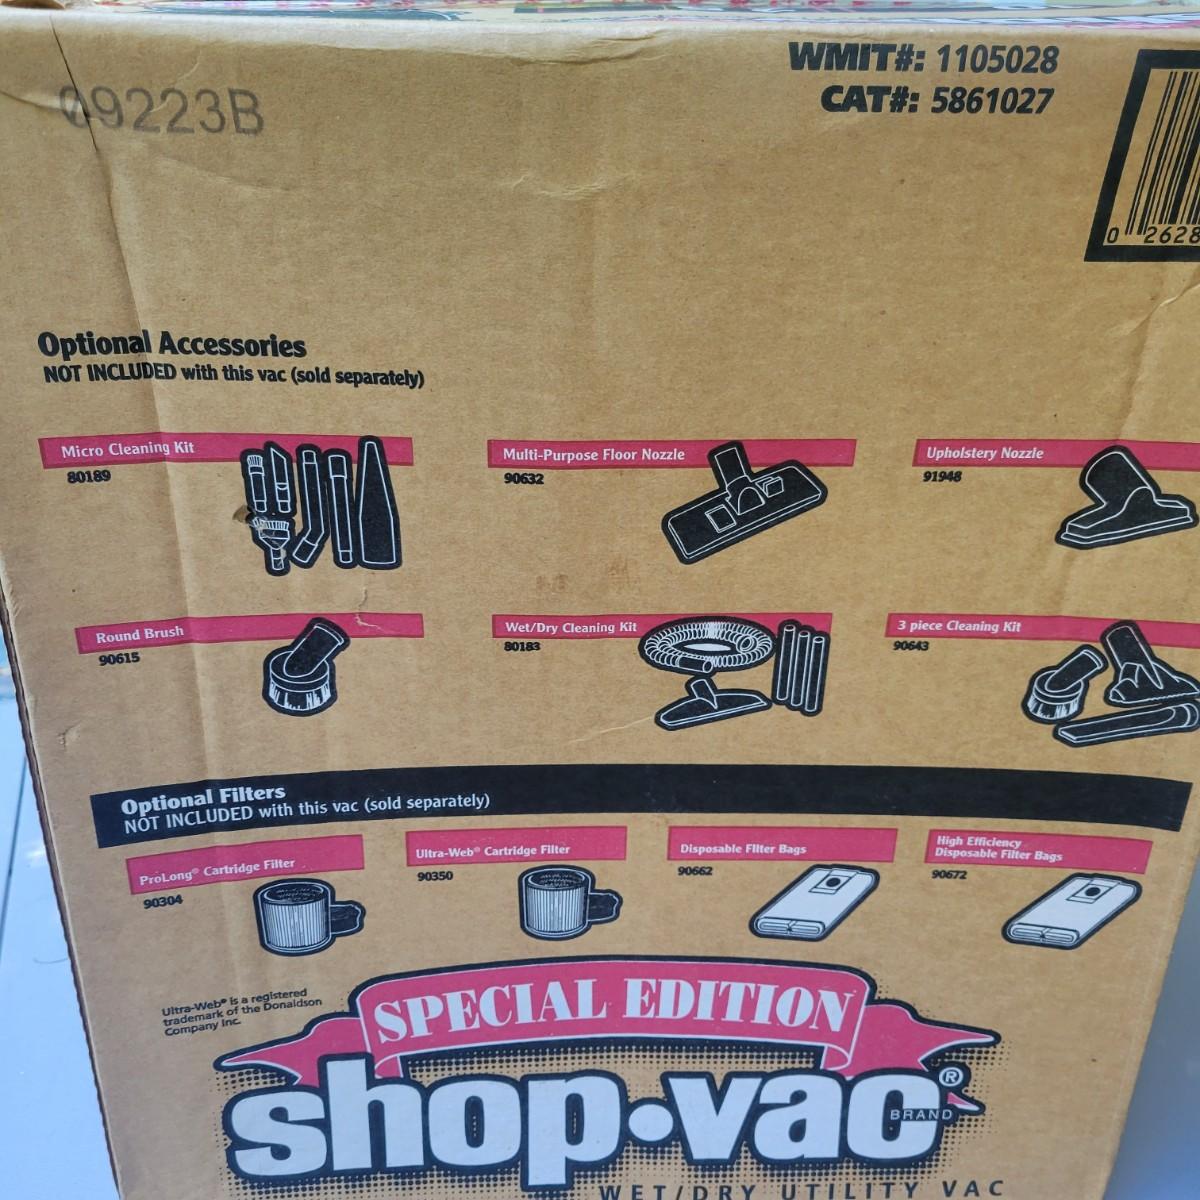 WMIT#: 1105028
CAT#: 5861027
09223B
0 2628
Optional Accessories
NOT INCLUDED with this vac (sold separately)
Micro Cleaning Kit
80189
Multi-Purpose Floor Nozzle
90632
Upholstery Nozzle
91948
Round Brush
90615
Wet/Dry Cleaning Kit
80183
3 piece Cleaning Kit
90643
Optional Filters
NOT INCLUDED with this vac (sold separately)
ProLong® Cartridge Filter
90304
Ultra-Web® Cartridge Filter
90350
Disposable Filter Bags
90662
High Efficiency
Disposable Filter Bags
90672
Ultra-Web® is a registered
trademark of the Donaldson
Company Inc.
SPECIAL EDITION
shop•vac®
BRAND
WET/DRY UTILITY VAC